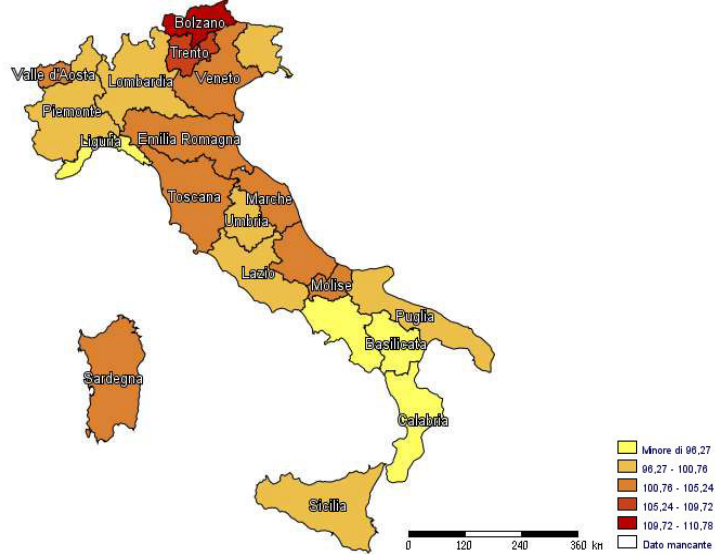 Bolzano
Trento
Valle d'Aosta
Lombardia
Veneto
Piemonte
Liguria
Emilia Romagna
Toscana
Marche
Umbria
Lazio
Molise
Puglia
Basilicata
Sardegna
Calabria
Sicilia
Minore di 96,27
96,27 - 100,76
100,76 - 105,24
105,24 - 109,72
109,72 - 110,78
Dato mancante
0 120 240 360 км